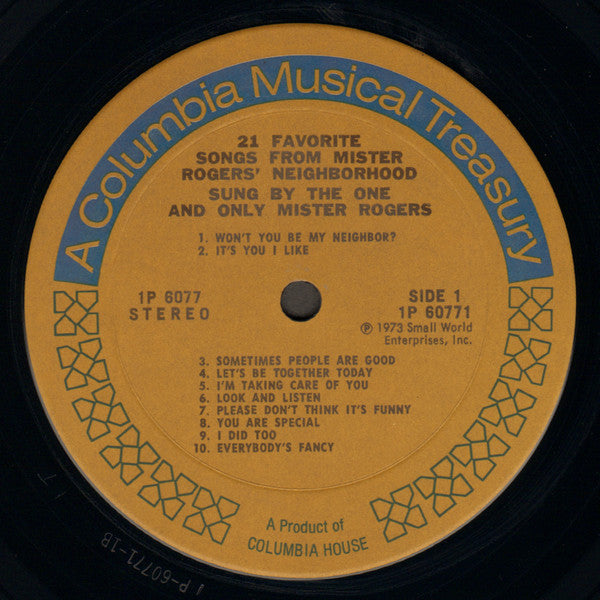 A Columbia Musical Treasury
21 FAVORITE
SONGS FROM MISTER
ROGERS' NEIGHBORHOOD
SUNG BY THE ONE
AND ONLY MISTER ROGERS
1. WON'T YOU BE MY NEIGHBOR?
2. IT'S YOU I LIKE
1P 6077
STEREO
SIDE 1
1P 60771
℗ 1973 Small World
Enterprises, Inc.
3. SOMETIMES PEOPLE ARE GOOD
4. LET'S BE TOGETHER TODAY
5. I'M TAKING CARE OF YOU
6. LOOK AND LISTEN
7. PLEASE DON'T THINK IT'S FUNNY
8. YOU ARE SPECIAL
9. I DID TOO
10. EVERYBODY'S FANCY
A Product of
COLUMBIA HOUSE
1P-60771-1B